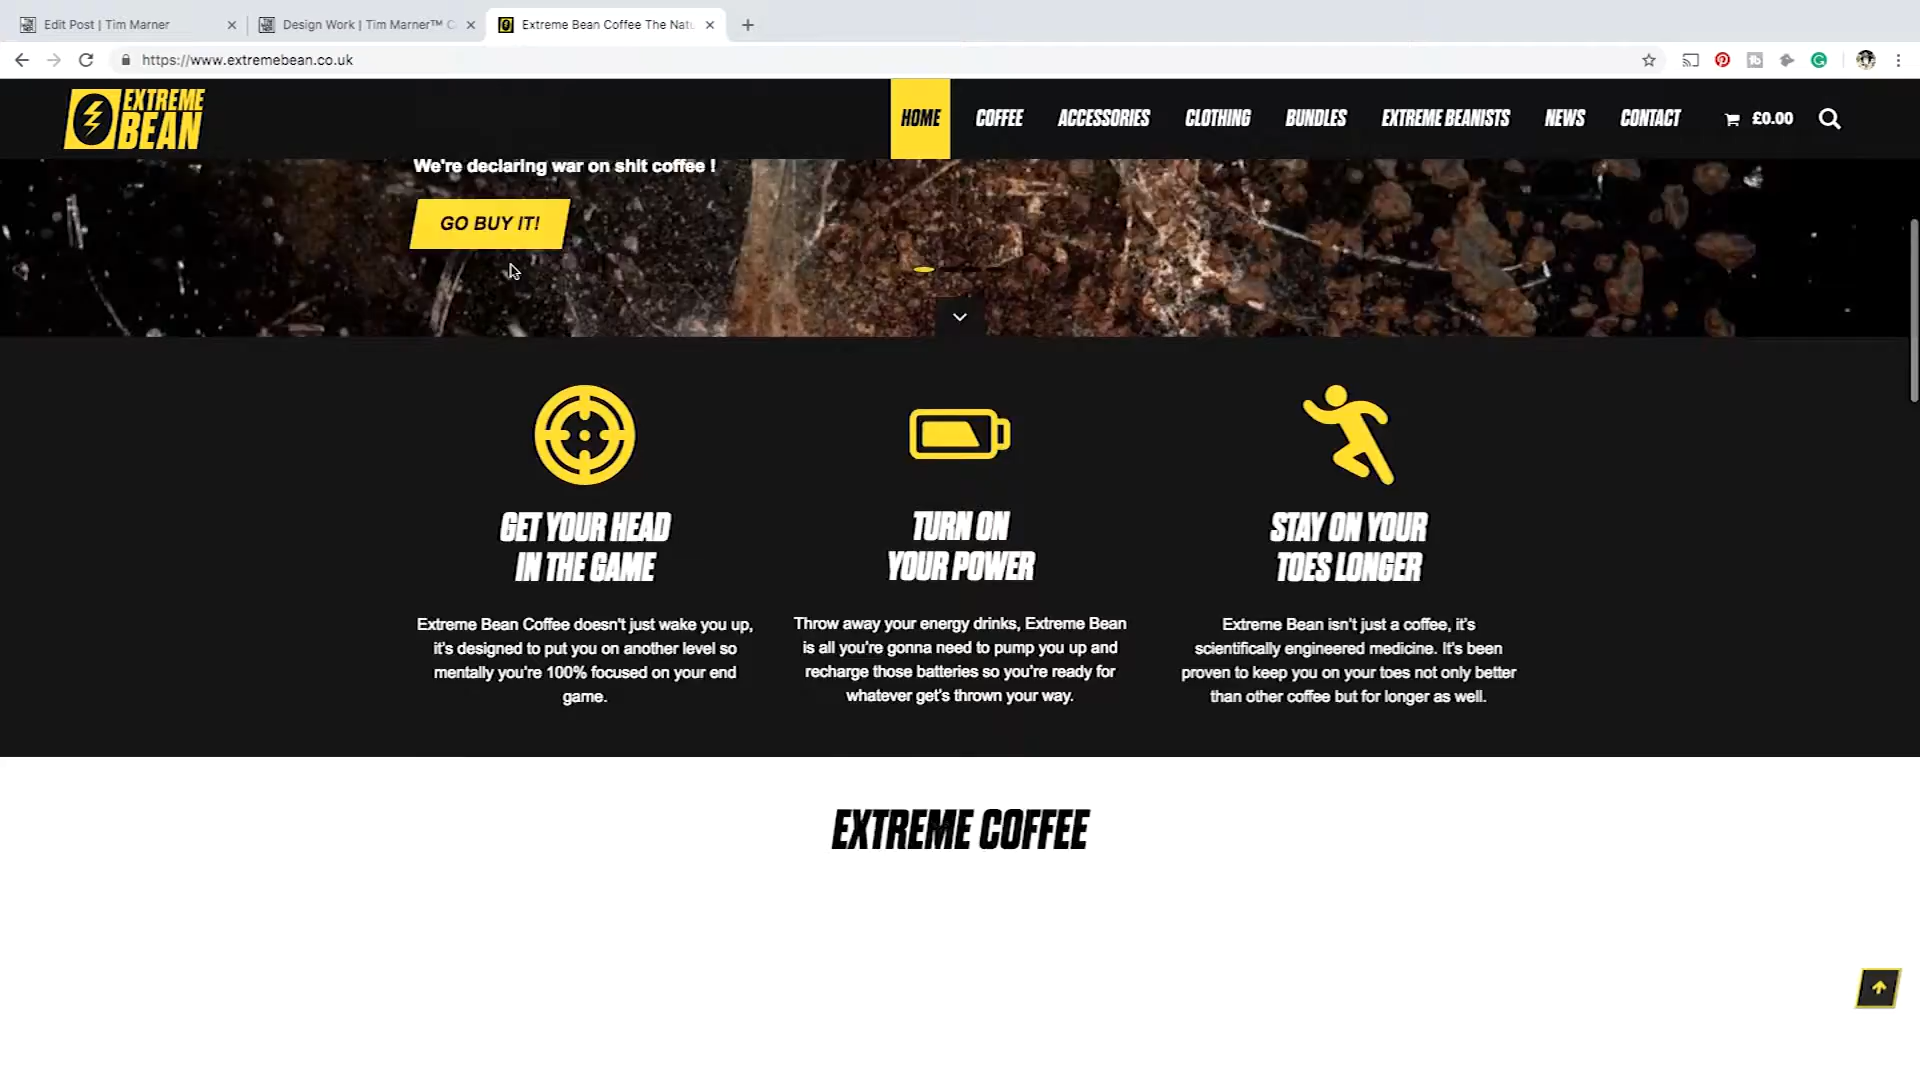 Edit Post | Tim Marner
Design Work | Tim Marner™ C
Extreme Bean Coffee The Natu
https://www.extremebean.co.uk
EXTREME
BEAN
HOME
COFFEE
ACCESSORIES
CLOTHING
BUNDLES
EXTREME BEANISTS
NEWS
CONTACT
£0.00
We're declaring war on shit coffee !
GO BUY IT!
GET YOUR HEAD
IN THE GAME
Extreme Bean Coffee doesn't just wake you up,
it's designed to put you on another level so
mentally you're 100% focused on your end
game.
TURN ON
YOUR POWER
Throw away your energy drinks, Extreme Bean
is all you're gonna need to pump you up and
recharge those batteries so you're ready for
whatever get's thrown your way.
STAY ON YOUR
TOES LONGER
Extreme Bean isn't just a coffee, it's
scientifically engineered medicine. It's been
proven to keep you on your toes not only better
than other coffee but for longer as well.
EXTREME COFFEE